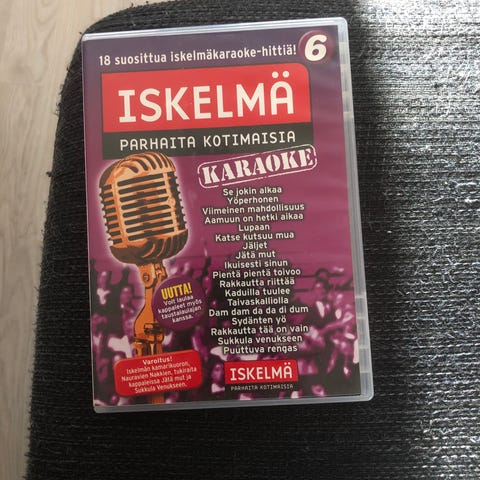 18 suosittua iskelmäkaraoke-hittiä!
6
ISKELMÄ
PARHAITA KOTIMAISIA
KARAOKE
Se jokin alkaa
Yöperhonen
Viimeinen mahdollisuus
Aamuun on hetki aikaa
Lupaan
Katse kutsuu mua
Jäljet
Jätä mut
Ikuisesti sinun
Pientä pientä toivoo
Rakkautta riittää
Kaduilla tuulee
Taivaskalliolla
Dam dam da da di dum
Sydänten yö
Rakkautta tää on vain
Sukkula venukseen
Puuttuva rengas
UUTTA!
Voit laulaa
kappaleet myös
taustalaulajan
kanssa.
Varoitus!
Iskelmän kamarikuoron,
Nauravien Nakkien, tukiraita
kappaleissa Jätä mut ja
Sukkula Venukseen.
ISKELMÄ
PARHAITA KOTIMAISIA